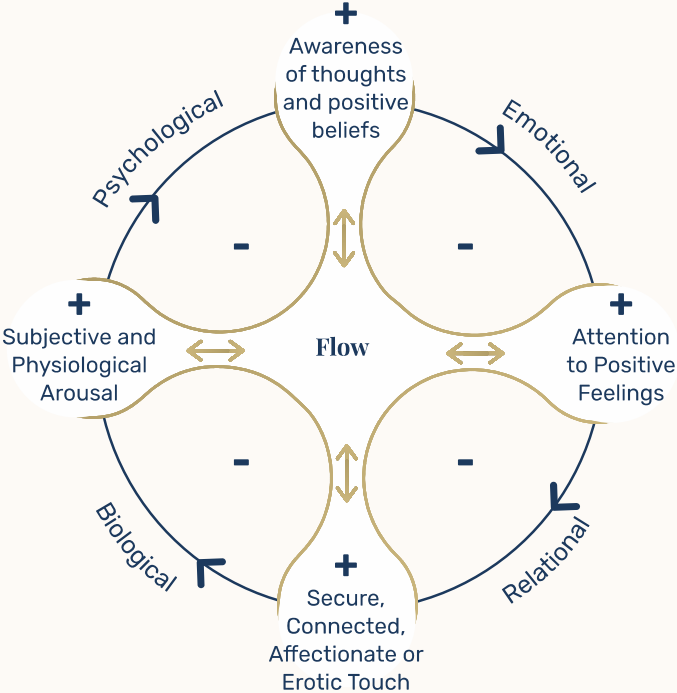 +
Awareness
of thoughts
and positive
beliefs
Psychological
Emotional
-
-
+
Subjective and
Physiological
Arousal
Flow
+
Attention
to Positive
Feelings
-
-
Biological
Relational
+
Secure,
Connected,
Affectionate or
Erotic Touch